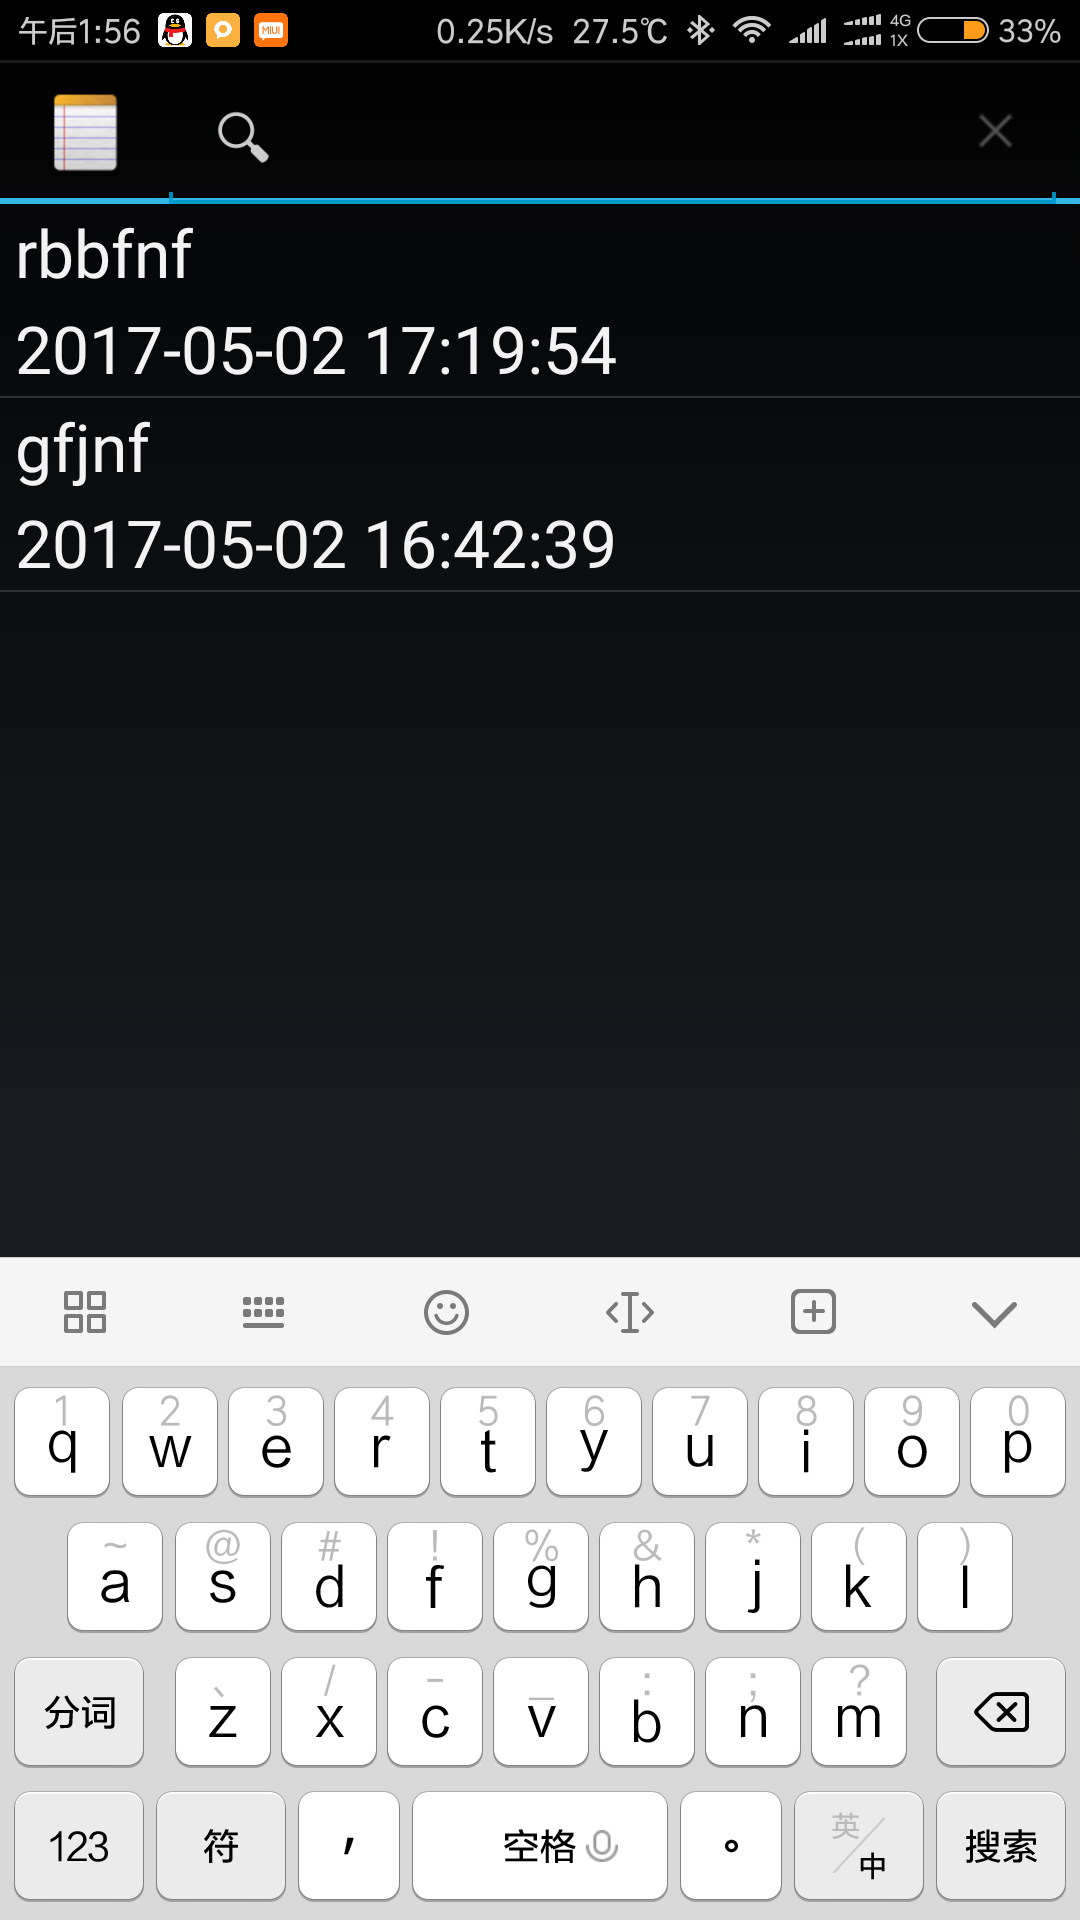 午后1:56 MIUI 0.25K/s 27.5℃ 4G 1X 33%
rbbfnf
2017-05-02 17:19:54
gfjnf
2017-05-02 16:42:39
1 2 3 4 5 6 7 8 9 0
q w e r t y u i o p
~ @ # ! % & * ( )
a s d f g h j k l
、 / - _ : ; ?
分词 z x c v b n m
123 符 , 空格 。 英/中 搜索